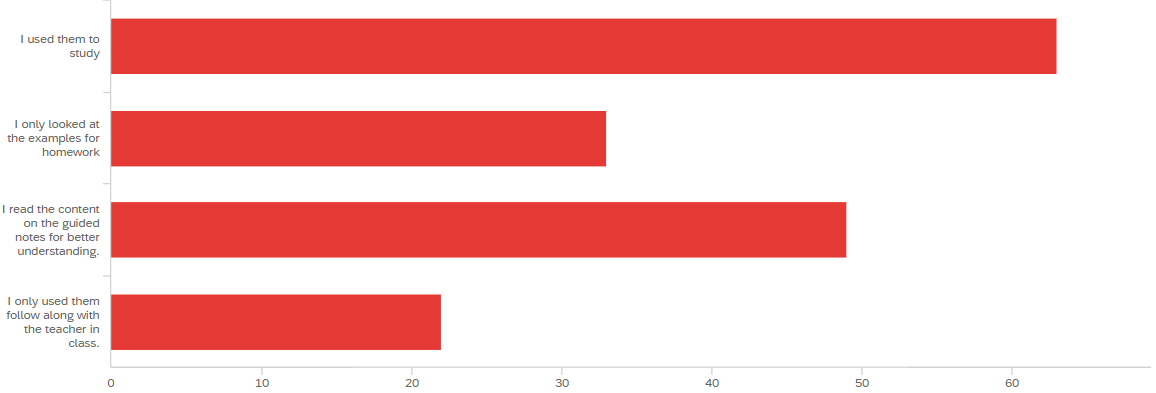 I used them to
study
I only looked at
the examples for
homework
I read the content
on the guided
notes for better
understanding.
I only used them
follow along with
the teacher in
class.
0 10 20 30 40 50 60